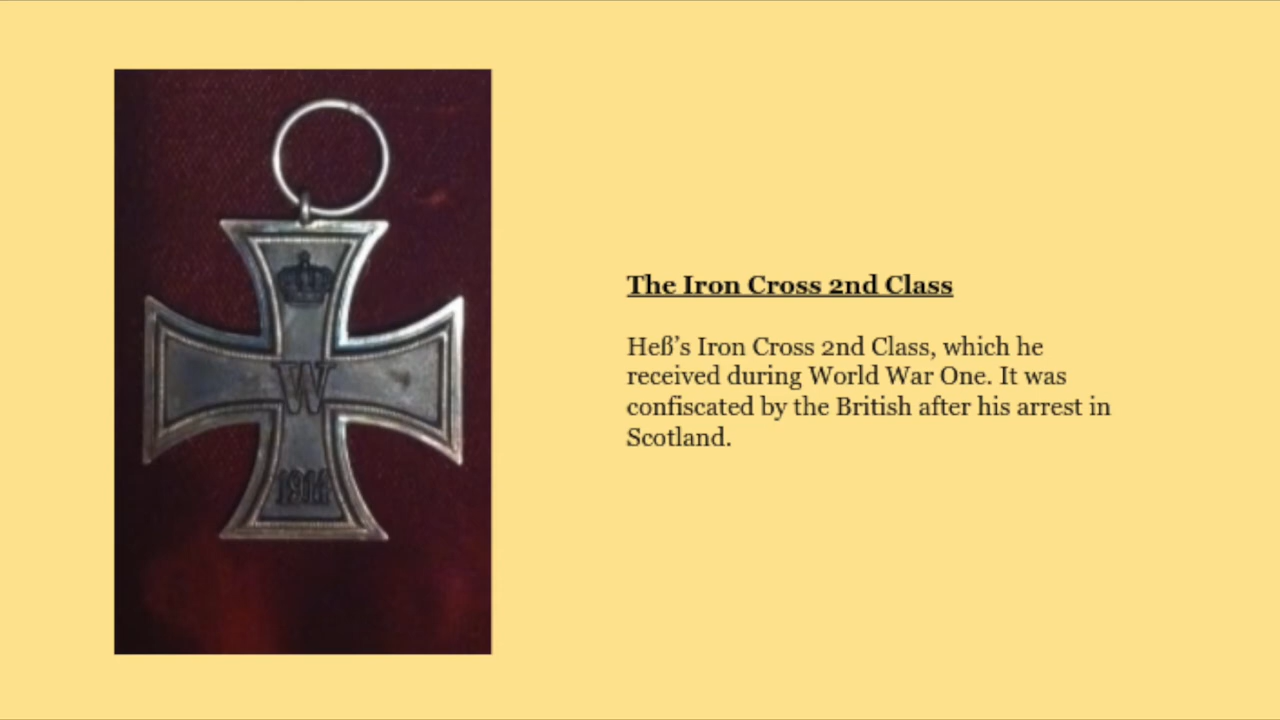 W
1914
The Iron Cross 2nd Class
Heß’s Iron Cross 2nd Class, which he
received during World War One. It was
confiscated by the British after his arrest in
Scotland.